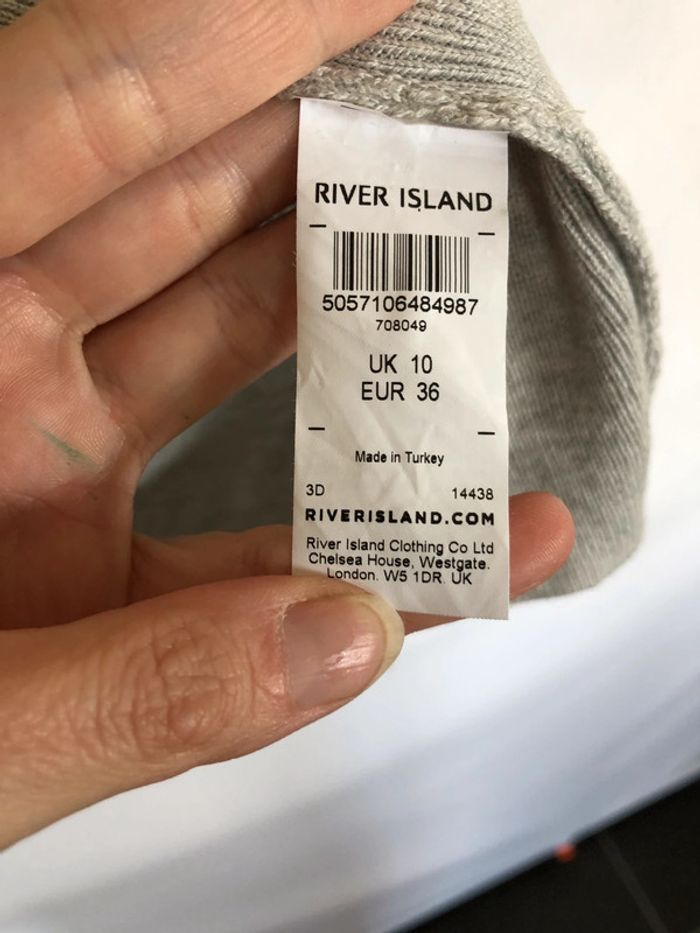 RIVER ISLAND
5057106484987
708049
UK 10
EUR 36
Made in Turkey
3D 14438
RIVERISLAND.COM
River Island Clothing Co Ltd
Chelsea House, Westgate.
London. W5 1DR. UK